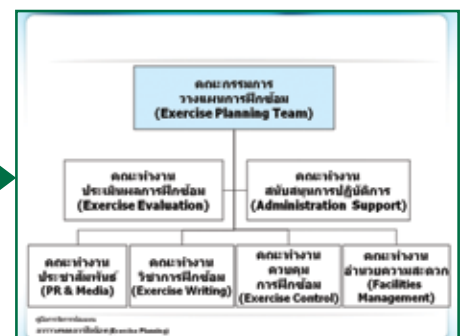 คณะกรรมการ
วางแผนการฝึกซ้อม
(Exercise Planning Team)
คณะทำงาน
ประเมินผลการฝึกซ้อม
(Exercise Evaluation)
คณะทำงาน
สนับสนุนการปฏิบัติการ
(Administration Support)
คณะทำงาน
ประชาสัมพันธ์
(PR & Media)
คณะทำงาน
วิชาการฝึกซ้อม
(Exercise Writing)
คณะทำงาน
ควบคุม
การฝึกซ้อม
(Exercise Control)
คณะทำงาน
อำนวยความสะดวก
(Facilities
Management)
(Exercise Planning)